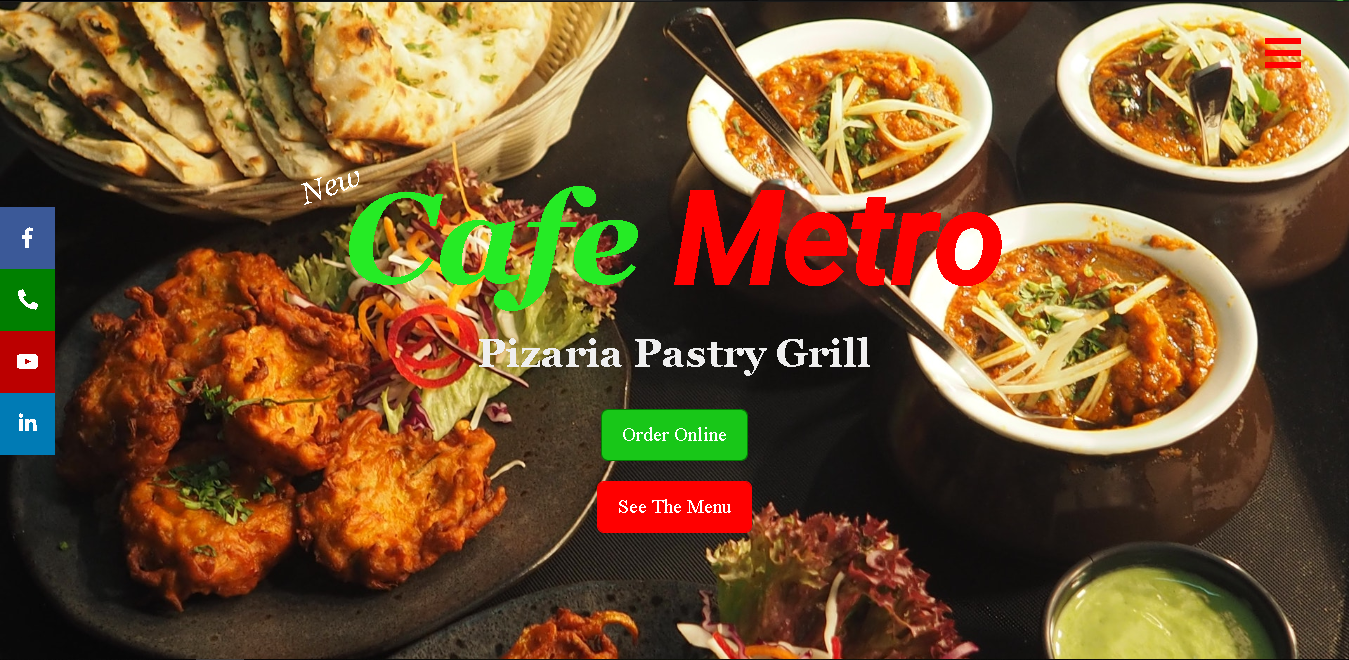 New
Cafe Metro
Pizaria Pastry Grill
Order Online
See The Menu